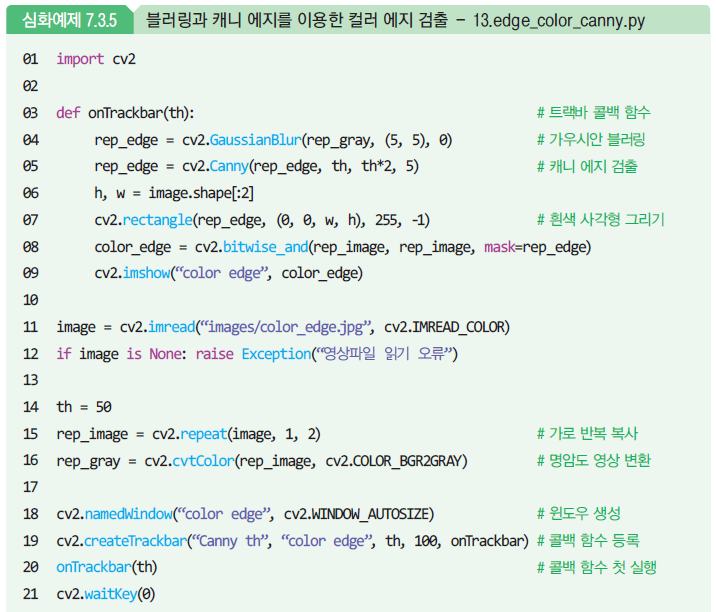 심화예제 7.3.5 블러링과 캐니 에지를 이용한 컬러 에지 검출 - 13.edge_color_canny.py
01 import cv2
02
03 def onTrackbar(th): # 트랙바 콜백 함수
04 rep_edge = cv2.GaussianBlur(rep_gray, (5, 5), 0) # 가우시안 블러링
05 rep_edge = cv2.Canny(rep_edge, th, th*2, 5) # 캐니 에지 검출
06 h, w = image.shape[:2]
07 cv2.rectangle(rep_edge, (0, 0, w, h), 255, -1) # 흰색 사각형 그리기
08 color_edge = cv2.bitwise_and(rep_image, rep_image, mask=rep_edge)
09 cv2.imshow(“color edge”, color_edge)
10
11 image = cv2.imread(“images/color_edge.jpg”, cv2.IMREAD_COLOR)
12 if image is None: raise Exception(“영상파일 읽기 오류”)
13
14 th = 50
15 rep_image = cv2.repeat(image, 1, 2) # 가로 반복 복사
16 rep_gray = cv2.cvtColor(rep_image, cv2.COLOR_BGR2GRAY) # 명암도 영상 변환
17
18 cv2.namedWindow(“color edge”, cv2.WINDOW_AUTOSIZE) # 윈도우 생성
19 cv2.createTrackbar(“Canny th”, “color edge”, th, 100, onTrackbar) # 콜백 함수 등록
20 onTrackbar(th) # 콜백 함수 첫 실행
21 cv2.waitKey(0)